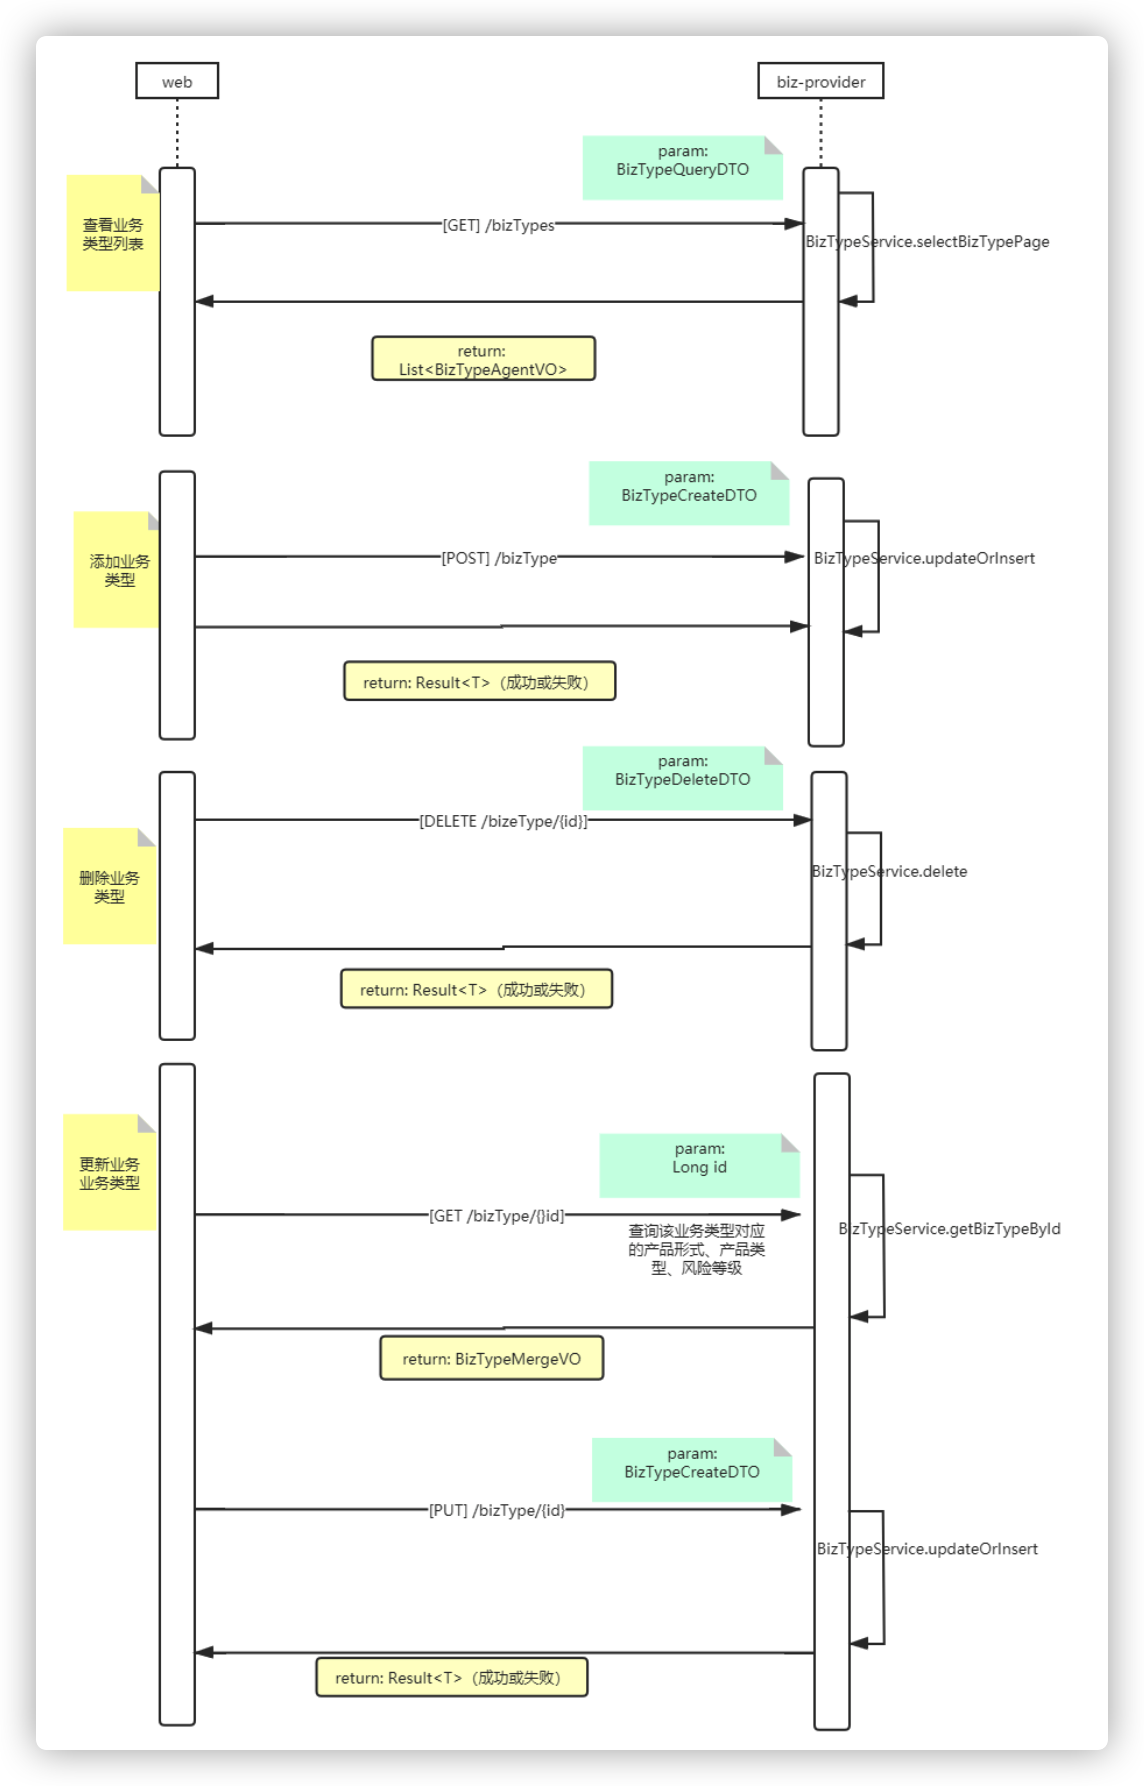 web
biz-provider
param:
BizTypeQueryDTO
查看业务
类型列表
[GET] /bizTypes
BizTypeService.selectBizTypePage
return:
List<BizTypeAgentVO>
param:
BizTypeCreateDTO
添加业务
类型
[POST] /bizType
BizTypeService.updateOrInsert
return: Result<T>（成功或失败）
param:
BizTypeDeleteDTO
[DELETE /bizeType/{id}]
删除业务
类型
BizTypeService.delete
return: Result<T>（成功或失败）
更新业务
业务类型
param:
Long id
[GET /bizType/{}id]
查询该业务类型对应
的产品形式、产品类
型、风险等级
BizTypeService.getBizTypeById
return: BizTypeMergeVO
param:
BizTypeCreateDTO
[PUT] /bizType/{id}
BizTypeService.updateOrInsert
return: Result<T>（成功或失败）